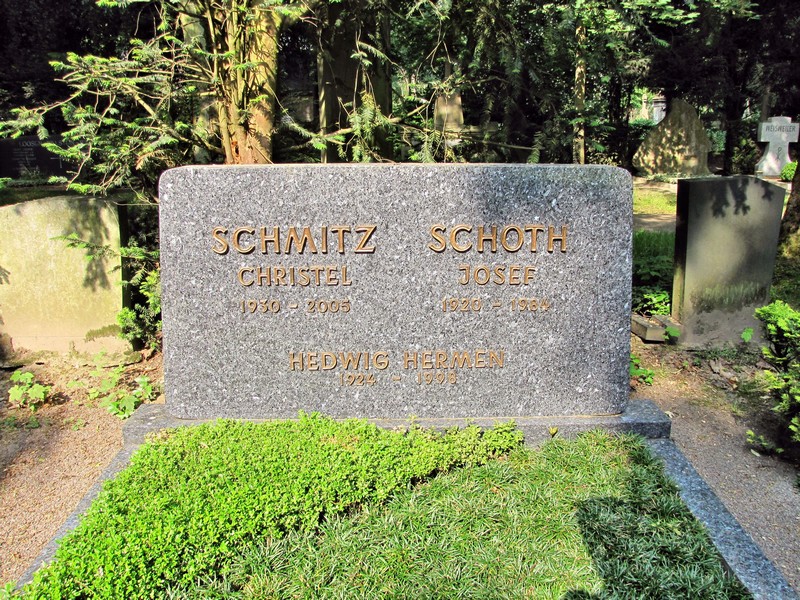 SCHMITZ
CHRISTEL
1930 - 2005
SCHOTH
JOSEF
1920 - 1984
HEDWIG HERMEN
1924 - 1998